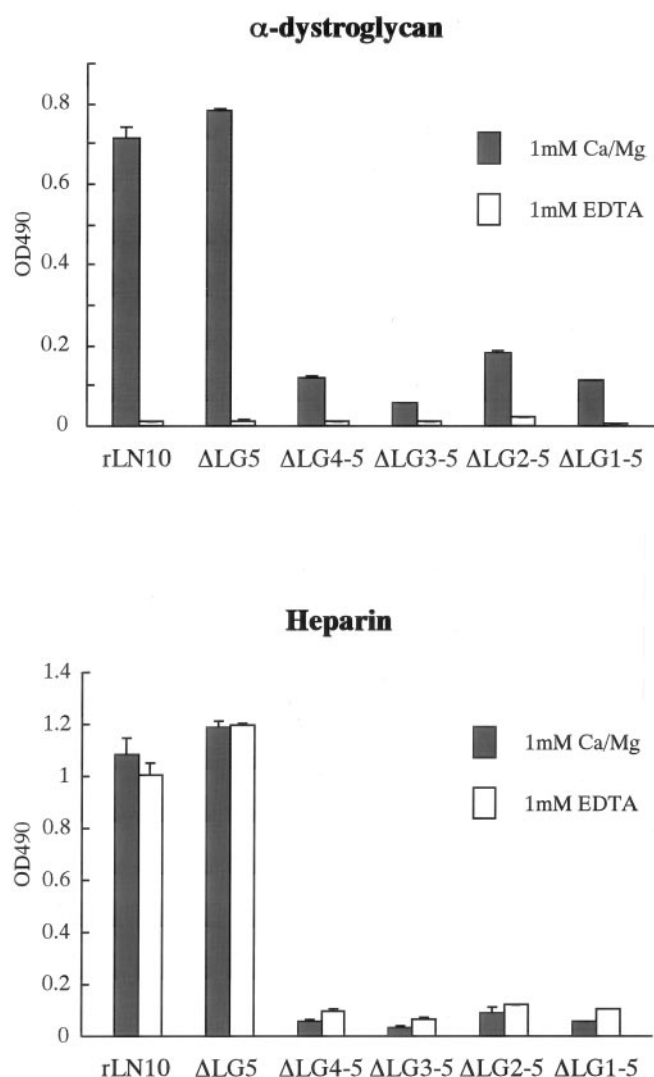 α-dystroglycan
0.8
0.6
0.4
0.2
0
OD490
1mM Ca/Mg
1mM EDTA
rLN10 ΔLG5 ΔLG4-5 ΔLG3-5 ΔLG2-5 ΔLG1-5
Heparin
1.4
1.2
1
0.8
0.6
0.4
0.2
0
OD490
1mM Ca/Mg
1mM EDTA
rLN10 ΔLG5 ΔLG4-5 ΔLG3-5 ΔLG2-5 ΔLG1-5